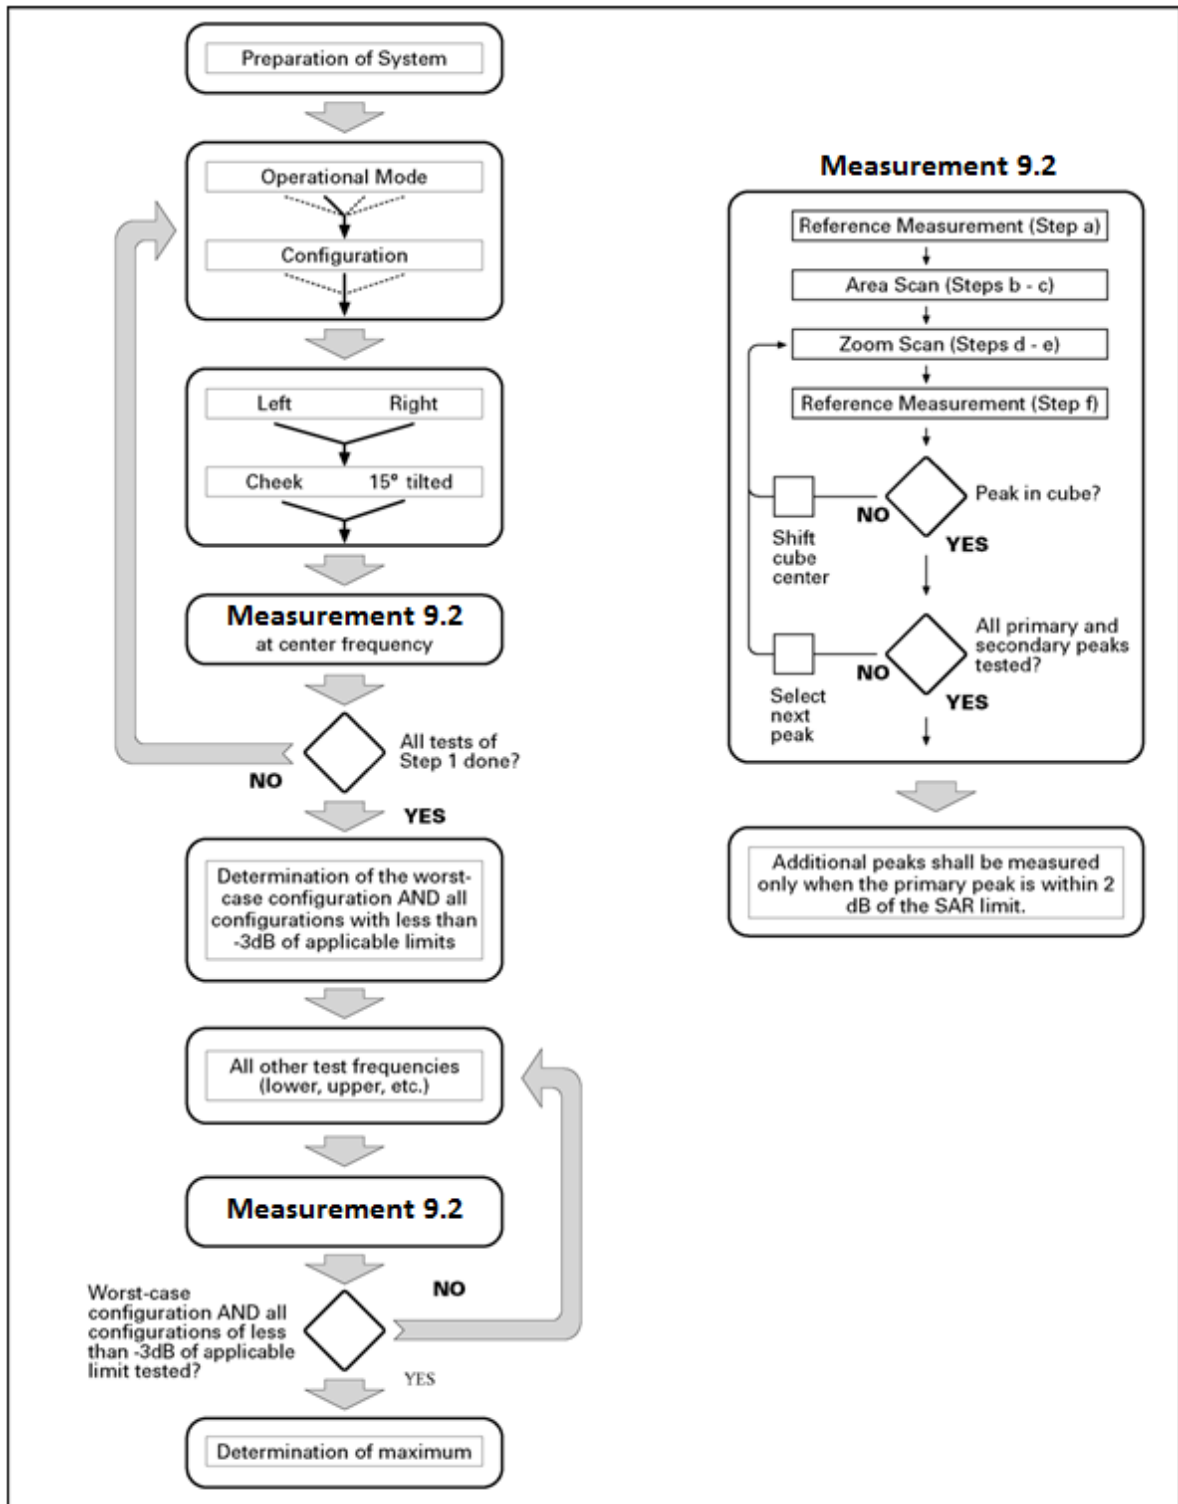 Preparation of System
Operational Mode
Configuration
Left Right
Cheek 15° tilted
Measurement 9.2
at center frequency
All tests of
Step 1 done?
NO
YES
Determination of the worst-
case configuration AND all
configurations with less than
-3dB of applicable limits
All other test frequencies
(lower, upper, etc.)
Measurement 9.2
NO
Worst-case
configuration AND all
configurations of less
than -3dB of applicable
limit tested?
YES
Determination of maximum
Measurement 9.2
Reference Measurement (Step a)
Area Scan (Steps b - c)
Zoom Scan (Steps d - e)
Reference Measurement (Step f)
Peak in cube?
NO
YES
Shift
cube
center
All primary and
secondary peaks
tested?
NO
YES
Select
next
peak
Additional peaks shall be measured
only when the primary peak is within 2
dB of the SAR limit.